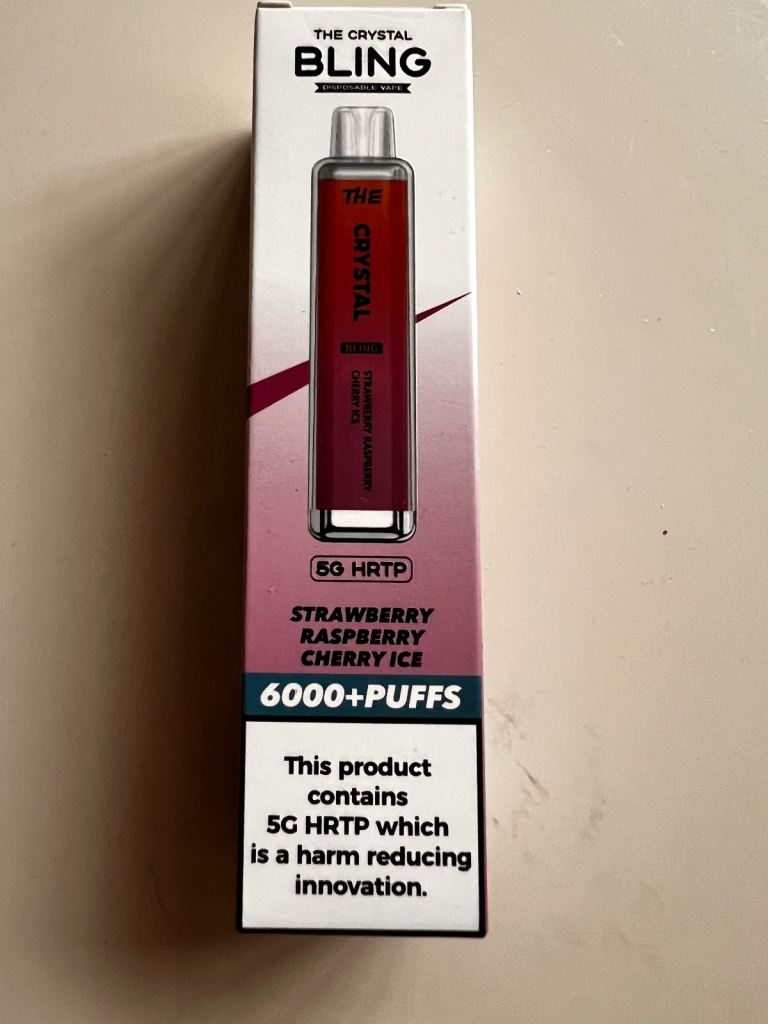 THE CRYSTAL
BLING
DISPOSABLE VAPE
THE
CRYSTAL
BLING
STRAWBERRY RASPBERRY
CHERRY ICE
5G HRTP
STRAWBERRY
RASPBERRY
CHERRY ICE
6000+PUFFS
This product
contains
5G HRTP which
is a harm reducing
innovation.